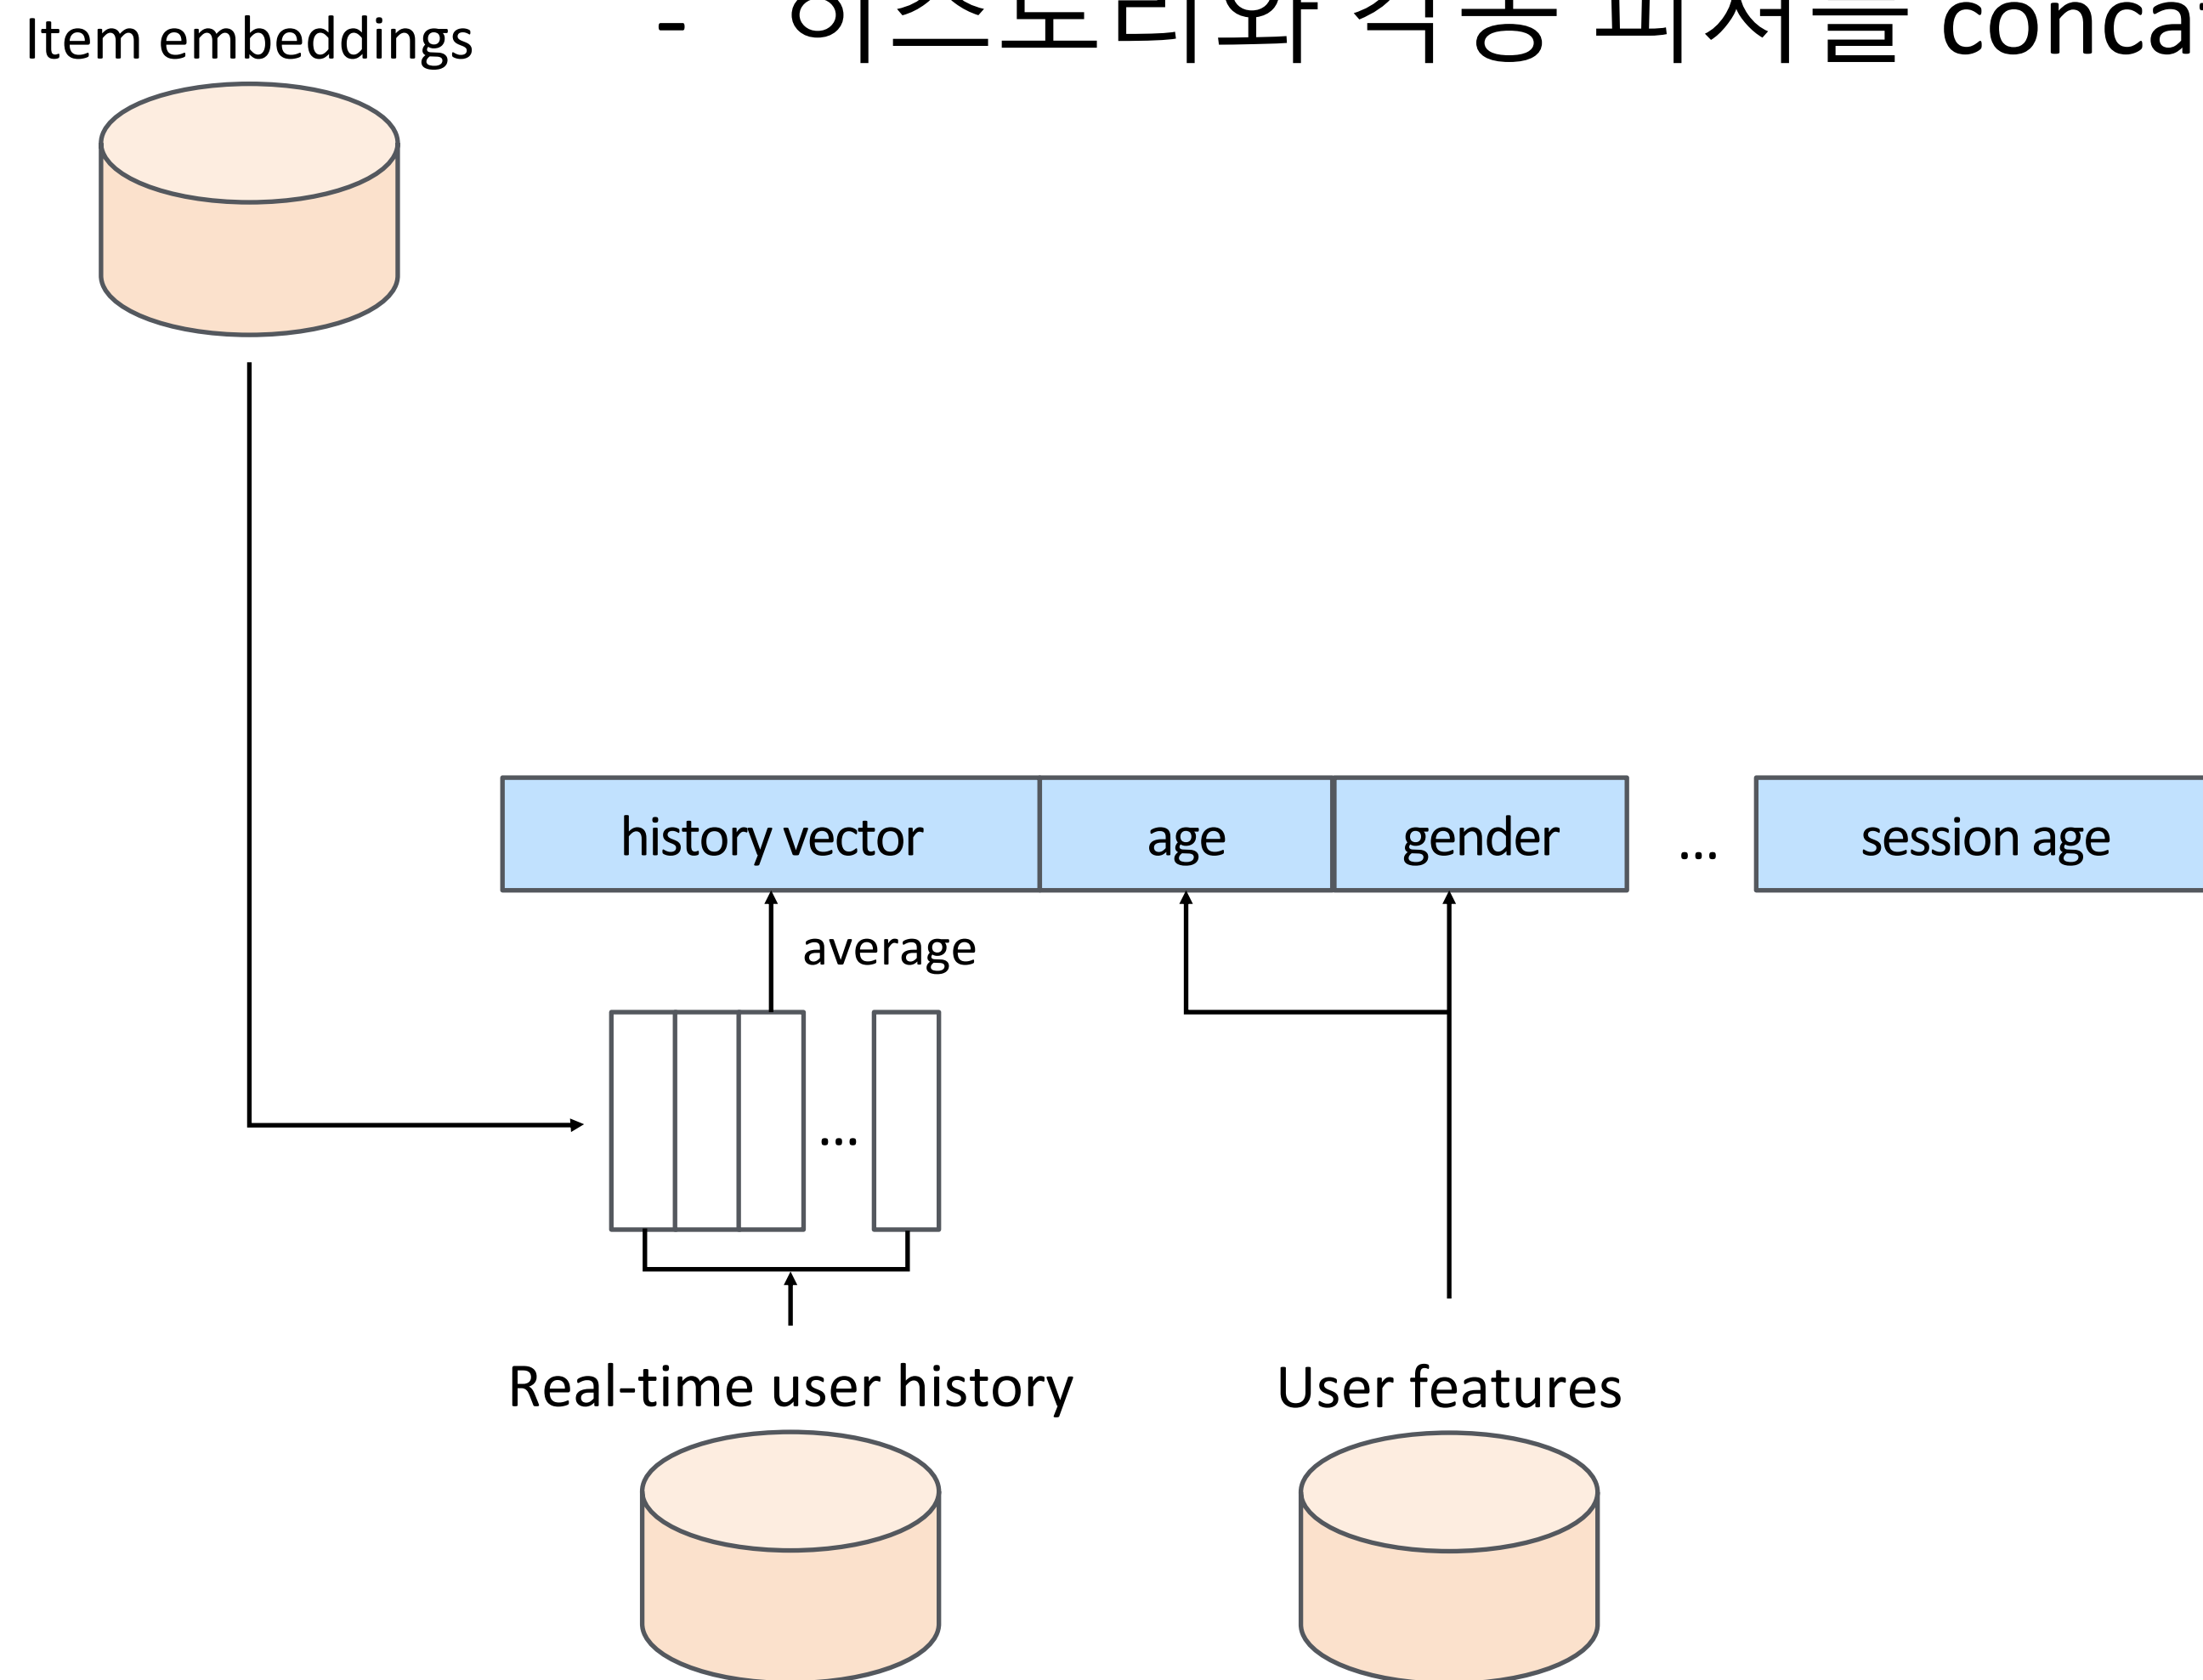 Item embeddings
- 히스토리와 각종 피처를 conca
history vector age gender ... session age
average
...
Real-time user history User features